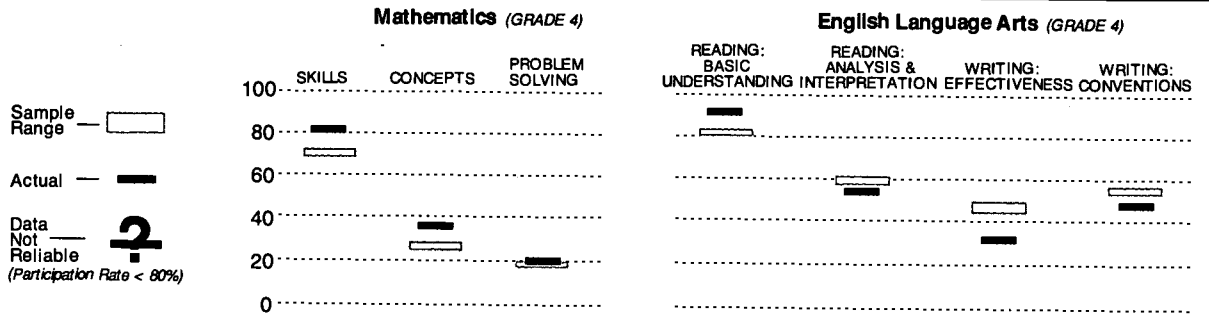 Mathematics (GRADE 4)
English Language Arts (GRADE 4)
SKILLS
CONCEPTS
PROBLEM
SOLVING
READING:
BASIC
UNDERSTANDING
READING:
ANALYSIS &
INTERPRETATION
WRITING:
EFFECTIVENESS
WRITING:
CONVENTIONS
100
80
60
40
20
0
Sample
Range
Actual
Data
Not
Reliable
?
(Participation Rate < 80%)